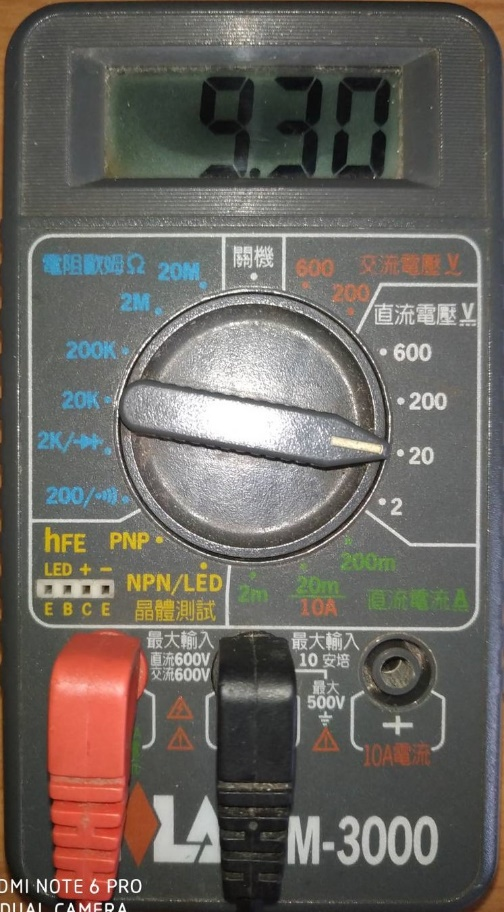 9.30
電阻歐姆Ω
20M
關機
600
交流電壓V
2M
200
直流電壓V
200K
600
20K
200
2K/
20
200/
2
hFE
PNP
200m
LED + -
NPN/LED
2m
20m
10A
直流電流A
E B C E
晶體測試
最大輸入
直流600V
交流600V
最大輸入
10 安培
最大
500V
+
10A電流
LA
M-3000
DMI NOTE 6 PRO
DUAL CAMERA